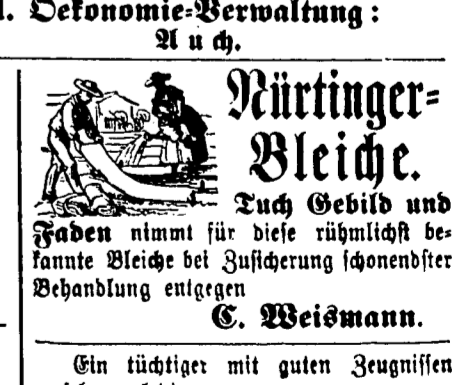 Oekonomie-Verwaltung:
Auch.
Nürtinger-
Bleiche.
Tuch Gebild und
Faden nimmt für dieſe rühmlichſt be-
kannte Bleiche bei Zuſicherung ſchonendſter
Behandlung entgegen
C. Weismann.
Ein tüchtiger mit guten Zeugniſſen